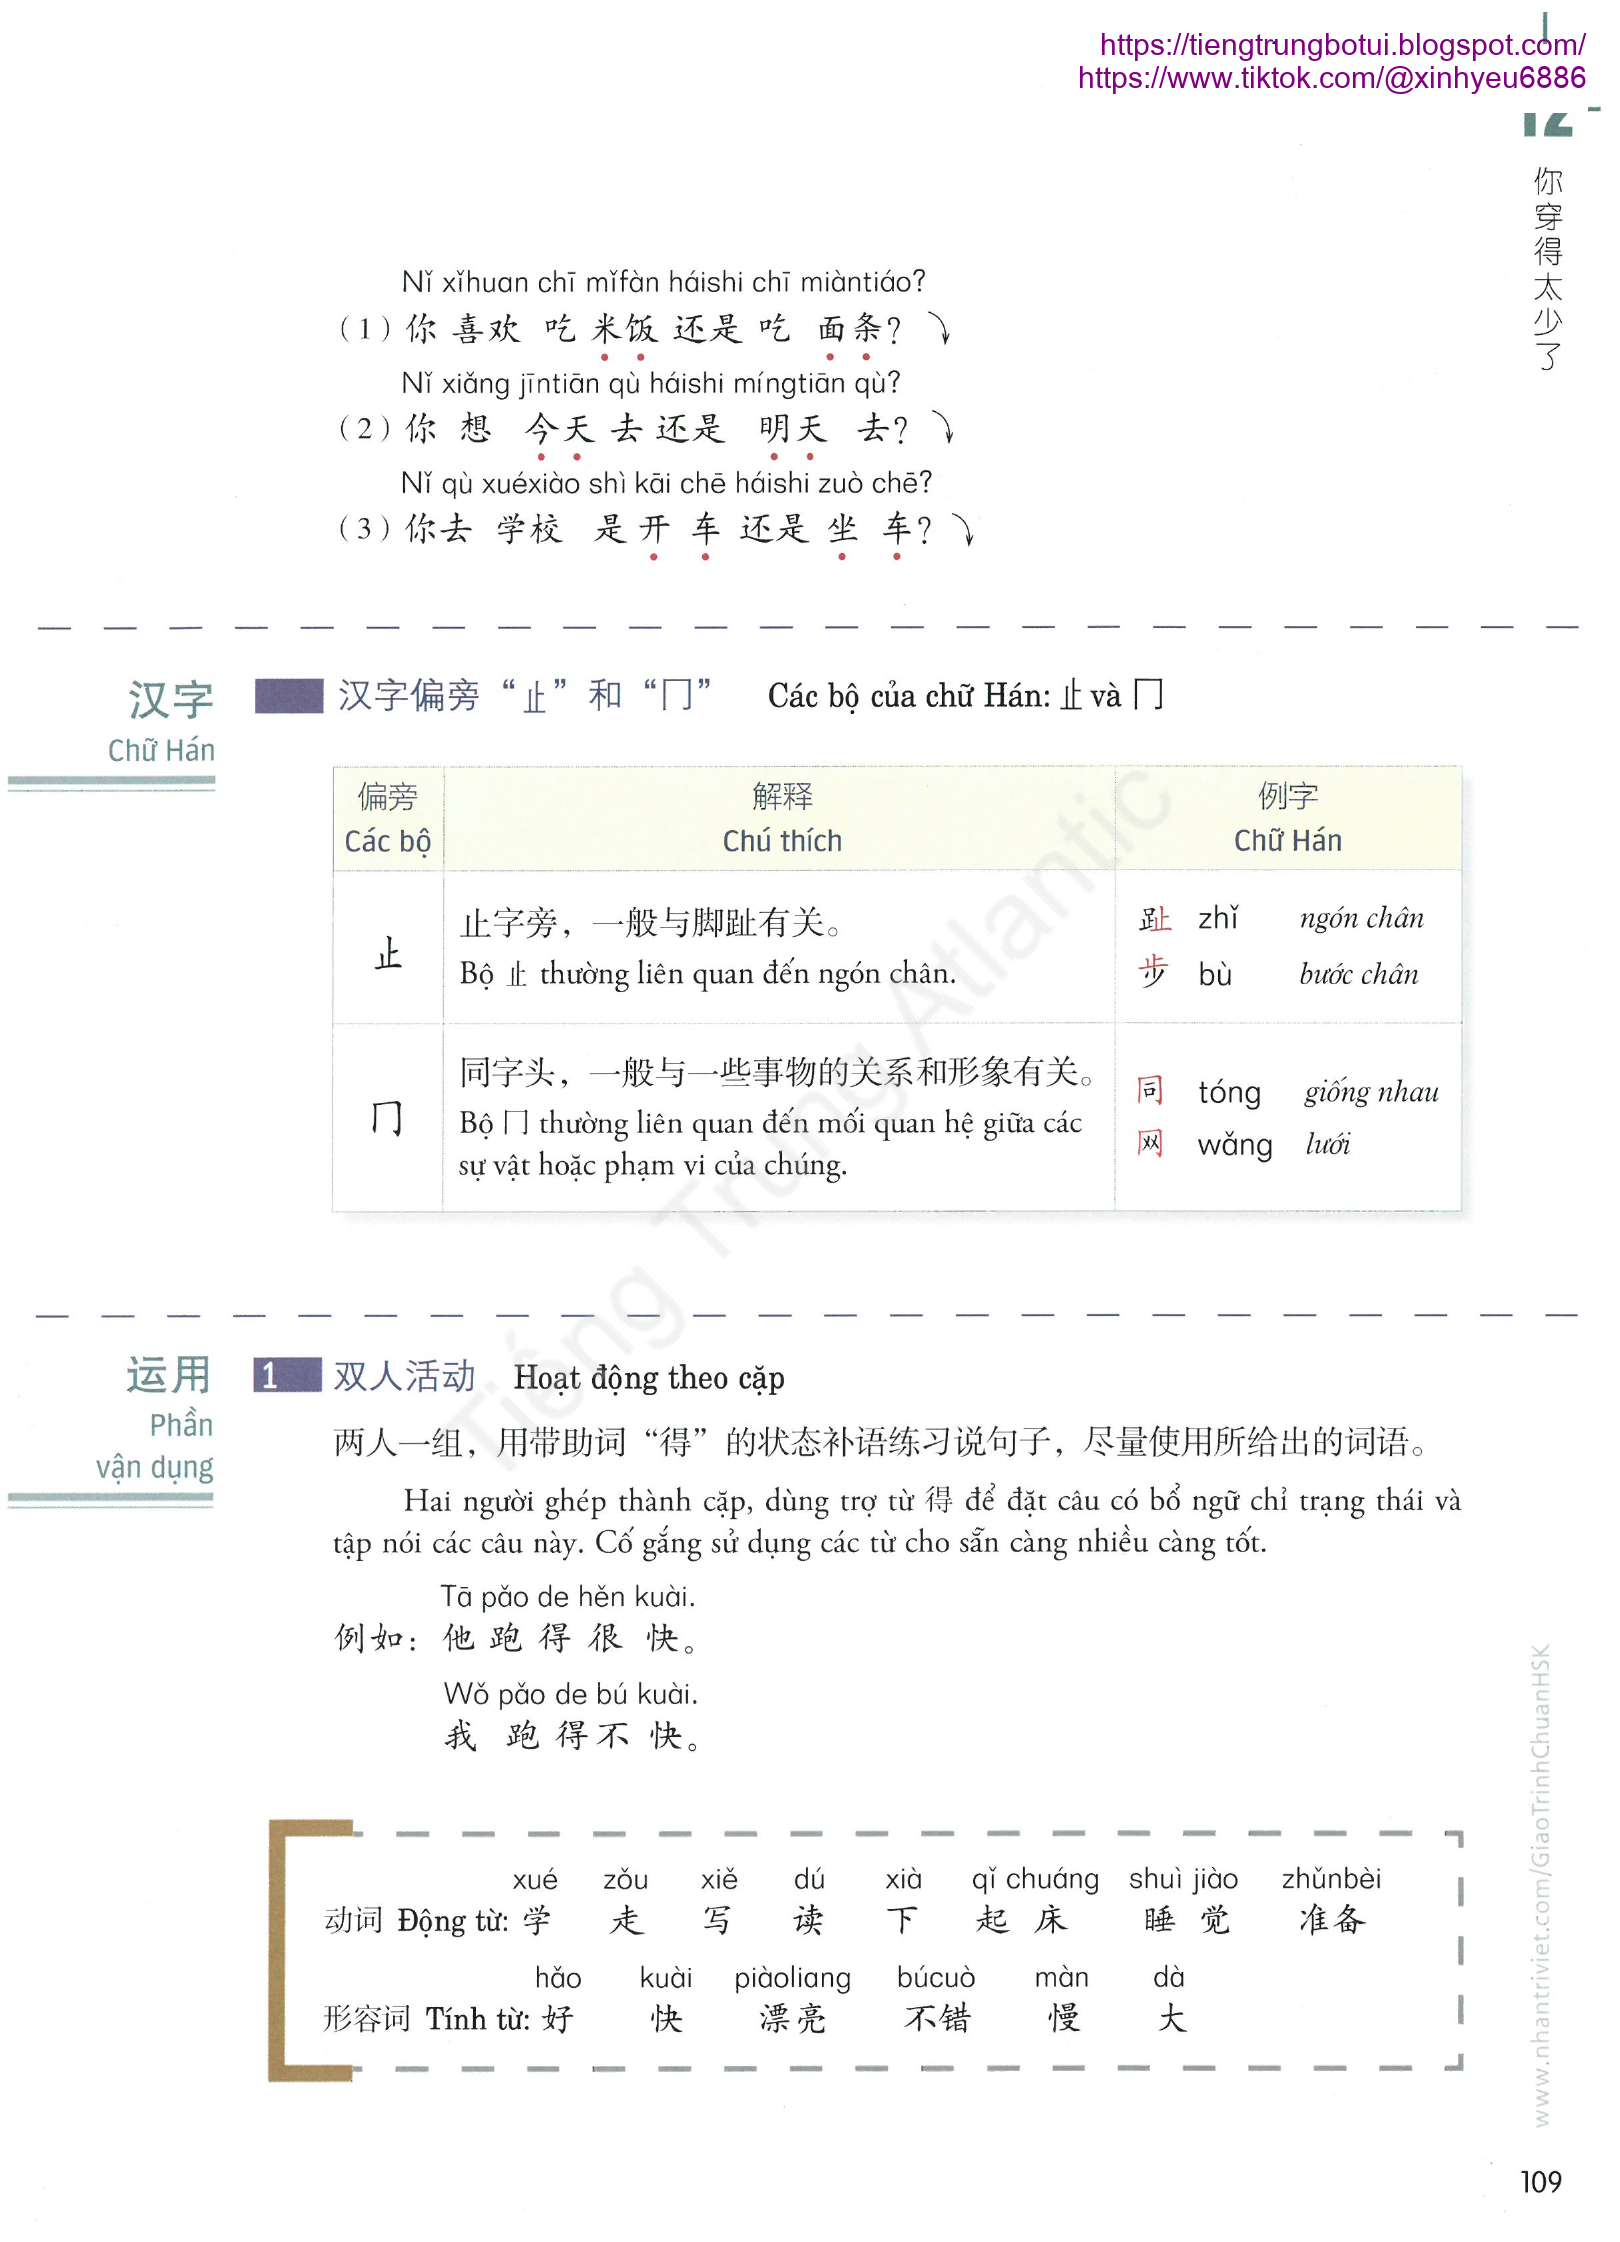 https://tiengtrungbotui.blogspot.com/
https://www.tiktok.com/@xinhyeu6886
12
你穿得太少了
Nǐ xǐhuan chī mǐfàn háishi chī miàntiáo?
(1) 你喜欢吃米饭还是吃面条?
Nǐ xiǎng jīntiān qù háishi míngtiān qù?
(2) 你想今天去还是明天去?
Nǐ qù xuéxiào shì kāi chē háishi zuò chē?
(3) 你去学校是开车还是坐车?
汉字
Chữ Hán
汉字偏旁“止”和“冂” Các bộ của chữ Hán: 止 và 冂
偏旁 解释 例字
Các bộ Chú thích Chữ Hán
止
止字旁，一般与脚趾有关。
Bộ 止 thường liên quan đến ngón chân.
趾 zhǐ ngón chân
步 bù bước chân
冂
同字头，一般与一些事物的关系和形象有关。
Bộ 冂 thường liên quan đến mối quan hệ giữa các
sự vật hoặc phạm vi của chúng.
同 tóng giống nhau
网 wǎng lưới
Tiếng Trung Atlantic
运用
Phần
vận dụng
1 双人活动 Hoạt động theo cặp
两人一组，用带助词“得”的状态补语练习说句子，尽量使用所给出的词语。
Hai người ghép thành cặp, dùng trợ từ 得 để đặt câu có bổ ngữ chỉ trạng thái và
tập nói các câu này. Cố gắng sử dụng các từ cho sẵn càng nhiều càng tốt.
Tā pǎo de hěn kuài.
例如：他跑得很快。
Wǒ pǎo de bú kuài.
我跑得不快。
xué zǒu xiě dú xià qǐ chuáng shuì jiào zhǔnbèi
动词 Động từ: 学 走 写 读 下 起床 睡觉 准备
hǎo kuài piàoliang búcuò màn dà
形容词 Tính từ: 好 快 漂亮 不错 慢 大
www.nhantriviet.com/GiaoTrinhChuanHSK
109